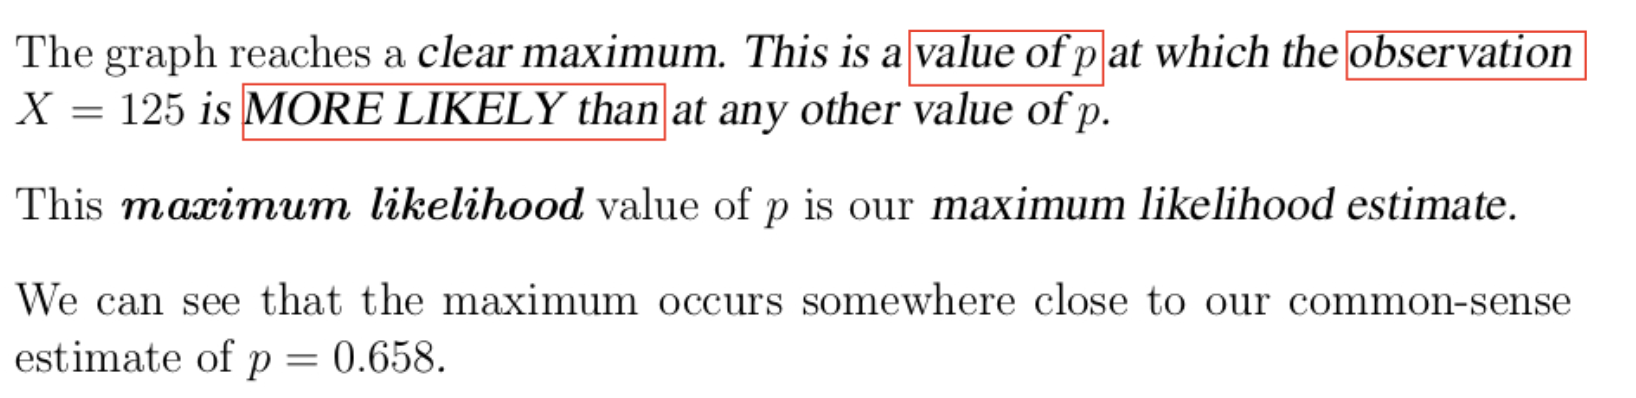 The graph reaches a clear maximum. This is a value of p at which the observation
X = 125 is MORE LIKELY than at any other value of p.
This maximum likelihood value of p is our maximum likelihood estimate.
We can see that the maximum occurs somewhere close to our common-sense
estimate of p = 0.658.